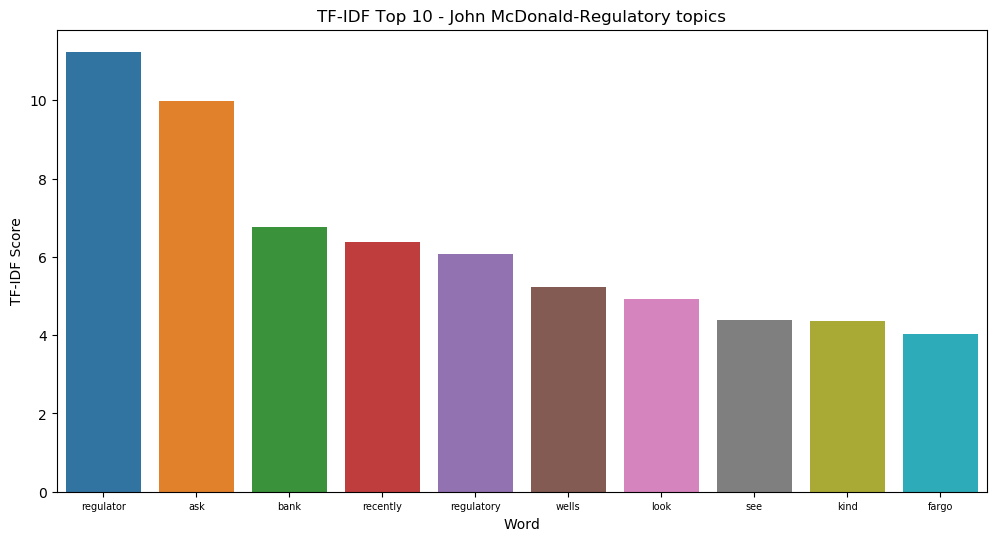 TF-IDF Top 10 - John McDonald-Regulatory topics
TF-IDF Score
10
8
6
4
2
0
regulator ask bank recently regulatory wells look see kind fargo
Word